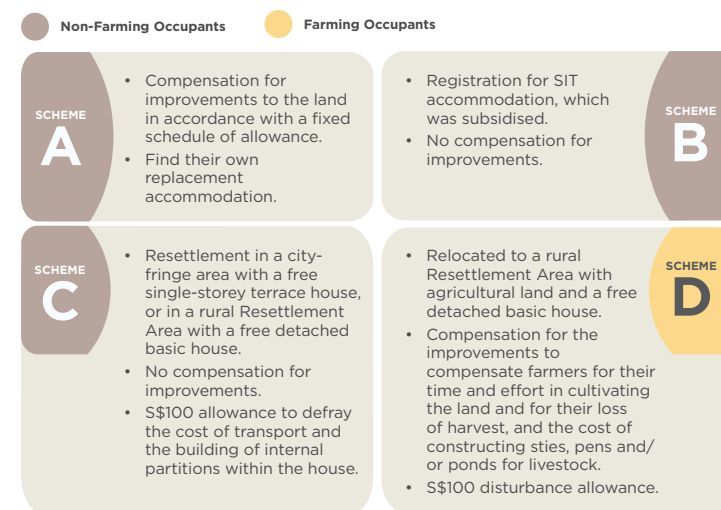 Non-Farming Occupants
Farming Occupants
SCHEME
A
• Compensation for
improvements to the land
in accordance with a fixed
schedule of allowance.
• Find their own
replacement
accommodation.
• Registration for SIT
accommodation, which
was subsidised.
• No compensation for
improvements.
SCHEME
B
SCHEME
C
• Resettlement in a city-
fringe area with a free
single-storey terrace house,
or in a rural Resettlement
Area with a free detached
basic house.
• No compensation for
improvements.
• S$100 allowance to defray
the cost of transport and
the building of internal
partitions within the house.
• Relocated to a rural
Resettlement Area with
agricultural land and a free
detached basic house.
• Compensation for the
improvements to
compensate farmers for their
time and effort in cultivating
the land and for their loss
of harvest, and the cost of
constructing sties, pens and/
or ponds for livestock.
• S$100 disturbance allowance.
SCHEME
D